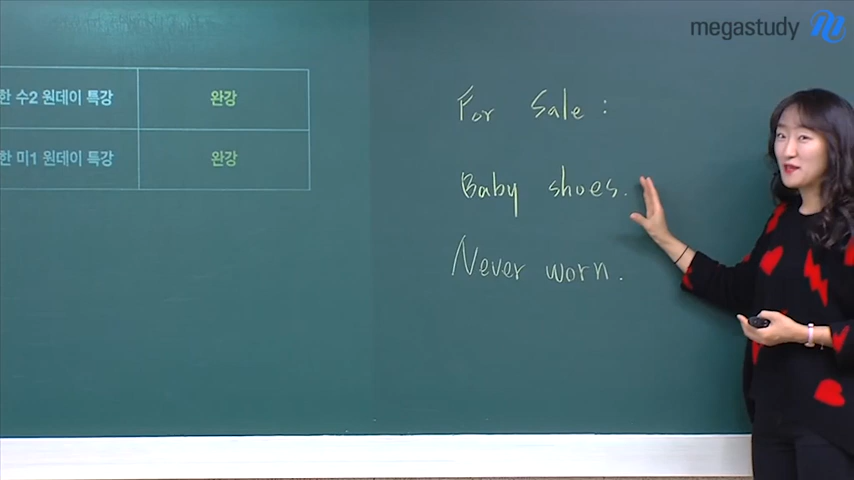 megastudy
한 수2 원데이 특강 완강
한 미1 원데이 특강 완강
For Sale:
Baby shoes.
Never worn.